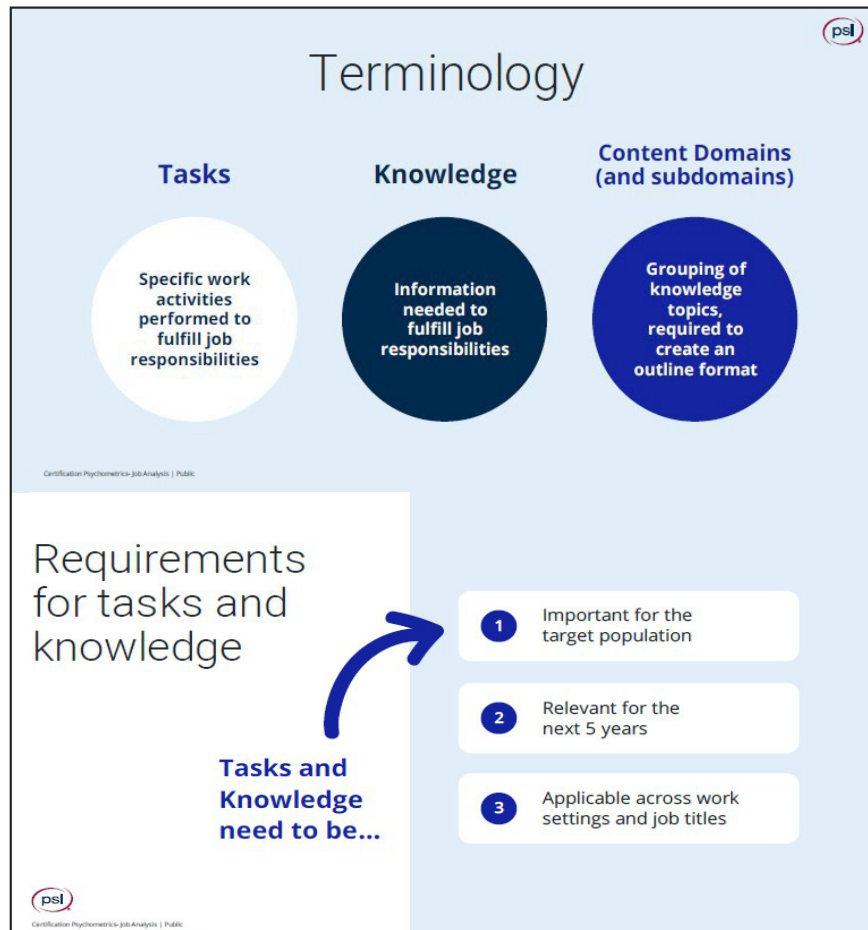 psI
Terminology
Tasks
Knowledge
Content Domains
(and subdomains)
Specific work
activities
performed to
fulfill job
responsibilities
Information
needed to
fulfill job
responsibilities
Grouping of
knowledge
topics,
required to
create an
outline format
Certification Psychometrics- Job Analysis | Public
Requirements
for tasks and
knowledge
Tasks and
Knowledge
need to be...
1 Important for the
target population
2 Relevant for the
next 5 years
3 Applicable across work
settings and job titles
psI
Certification Psychometrics- Job Analysis | Public